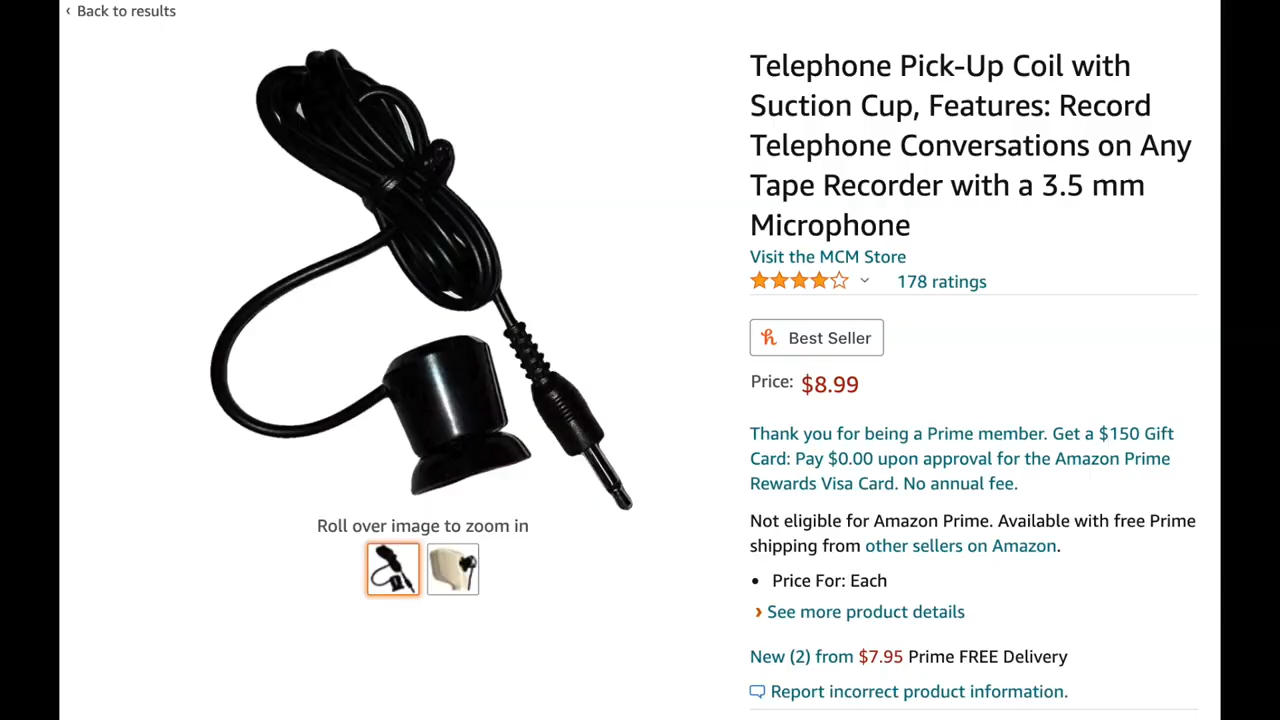 ‹ Back to results
Telephone Pick-Up Coil with
Suction Cup, Features: Record
Telephone Conversations on Any
Tape Recorder with a 3.5 mm
Microphone
Visit the MCM Store
178 ratings
Best Seller
Price: $8.99
Thank you for being a Prime member. Get a $150 Gift
Card: Pay $0.00 upon approval for the Amazon Prime
Rewards Visa Card. No annual fee.
Not eligible for Amazon Prime. Available with free Prime
shipping from other sellers on Amazon.
• Price For: Each
› See more product details
New (2) from $7.95 Prime FREE Delivery
Report incorrect product information.
Roll over image to zoom in